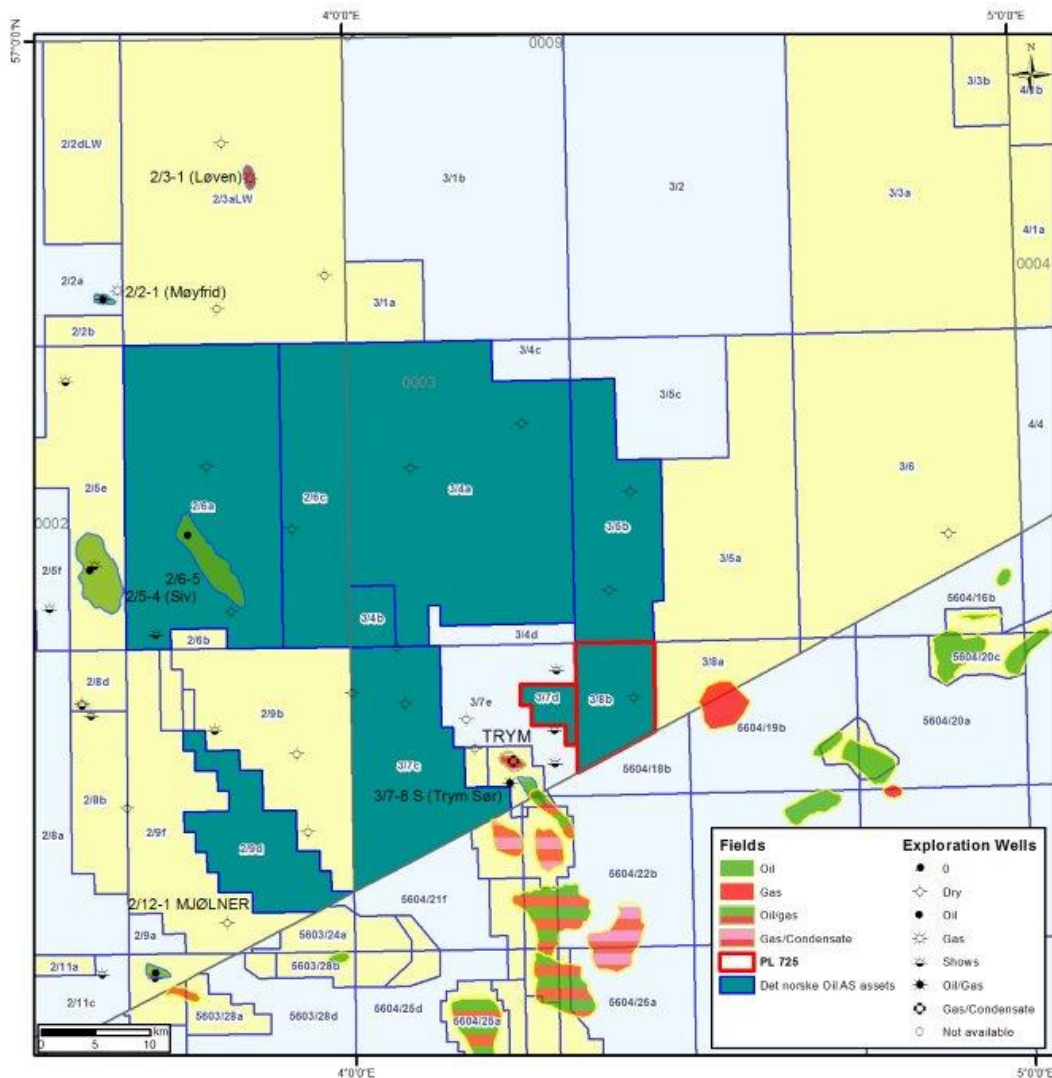 4°0'0"E
5°0'0"E
57°0'0"N
0009
N
3/3b
4/1b
2/2dLW
2/3-1 (Løven)
2/3aLW
3/1b
3/2
3/3a
4/1a
0004
2/2a
2/2-1 (Møyfrid)
3/1a
2/2b
3/4c
0003
3/5c
4/4
2/5e
2/6a
2/6c
3/4a
3/6
0002
3/5b
2/5f
2/6-5
2/5-4 (Siv)
3/5a
5604/16b
3/4b
2/6b
3/4d
5604/20c
2/8d
2/9b
3/7e
3/7d
3/8b
3/8a
5604/19b
5604/20a
TRYM
3/7c
5604/18b
3/7-8 S (Trym Sør)
2/8b
2/8a
2/9f
2/9d
5604/22b
2/12-1 MJØLNER
5604/21f
2/9a
5603/24a
2/11a
5603/28b
2/11c
5603/28a
5603/28d
5604/25d
5604/25a
5604/26a
Fields
Oil
Gas
Oil/gas
Gas/Condensate
PL 725
Det norske Oil AS assets
Exploration Wells
0
Dry
Oil
Gas
Shows
Oil/Gas
Gas/Condensate
Not available
km
0 5 10
4°0'0"E
5°0'0"E